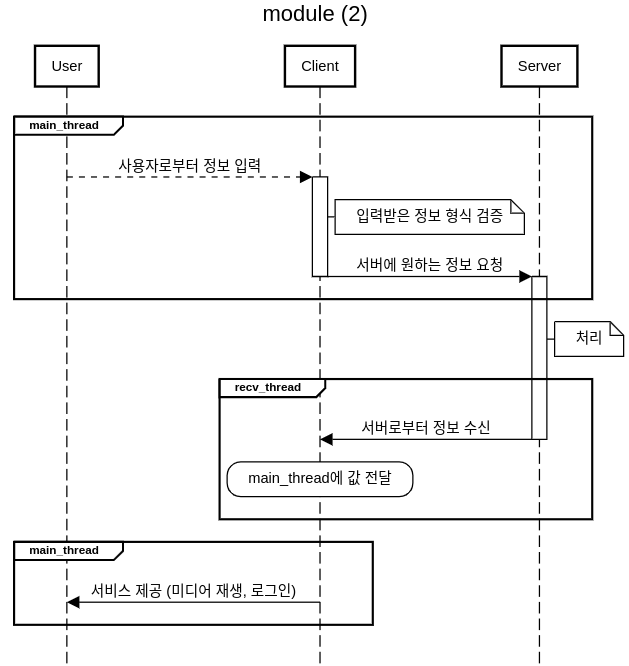 module (2)
User
Client
Server
main_thread
사용자로부터 정보 입력
입력받은 정보 형식 검증
서버에 원하는 정보 요청
처리
recv_thread
서버로부터 정보 수신
main_thread에 값 전달
main_thread
서비스 제공 (미디어 재생, 로그인)